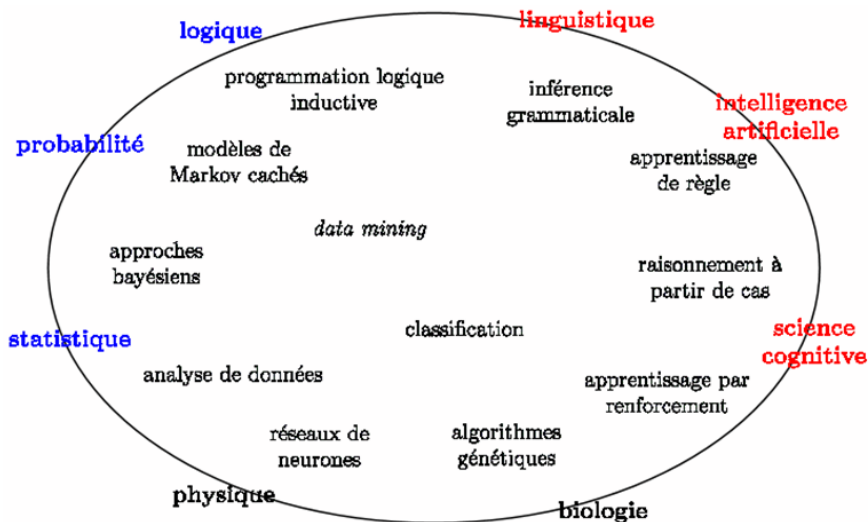 logique
linguistique
programmation logique
inductive
inférence
grammaticale
intelligence
artificielle
probabilité
modèles de
Markov cachés
apprentissage
de règle
data mining
approches
bayésiens
raisonnement à
partir de cas
classification
statistique
science
cognitive
analyse de données
apprentissage par
renforcement
réseaux de
neurones
algorithmes
génétiques
physique
biologie